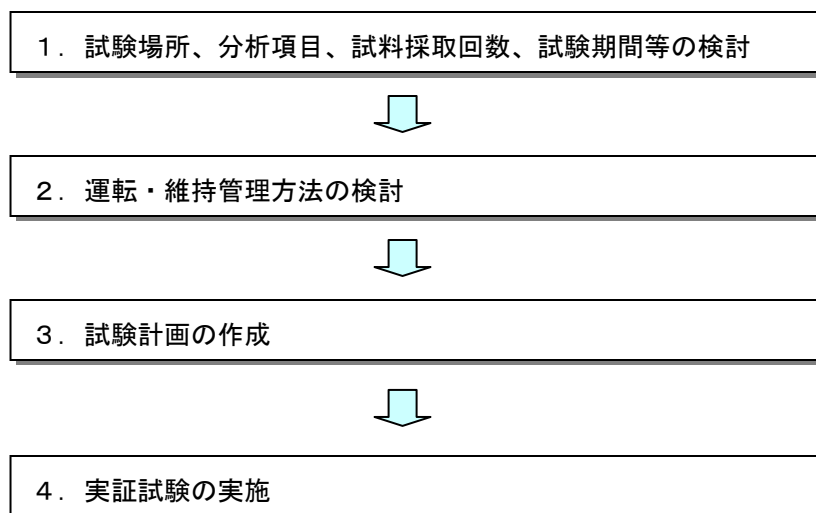 １．試験場所、分析項目、試料採取回数、試験期間等の検討
２．運転・維持管理方法の検討
３．試験計画の作成
４．実証試験の実施